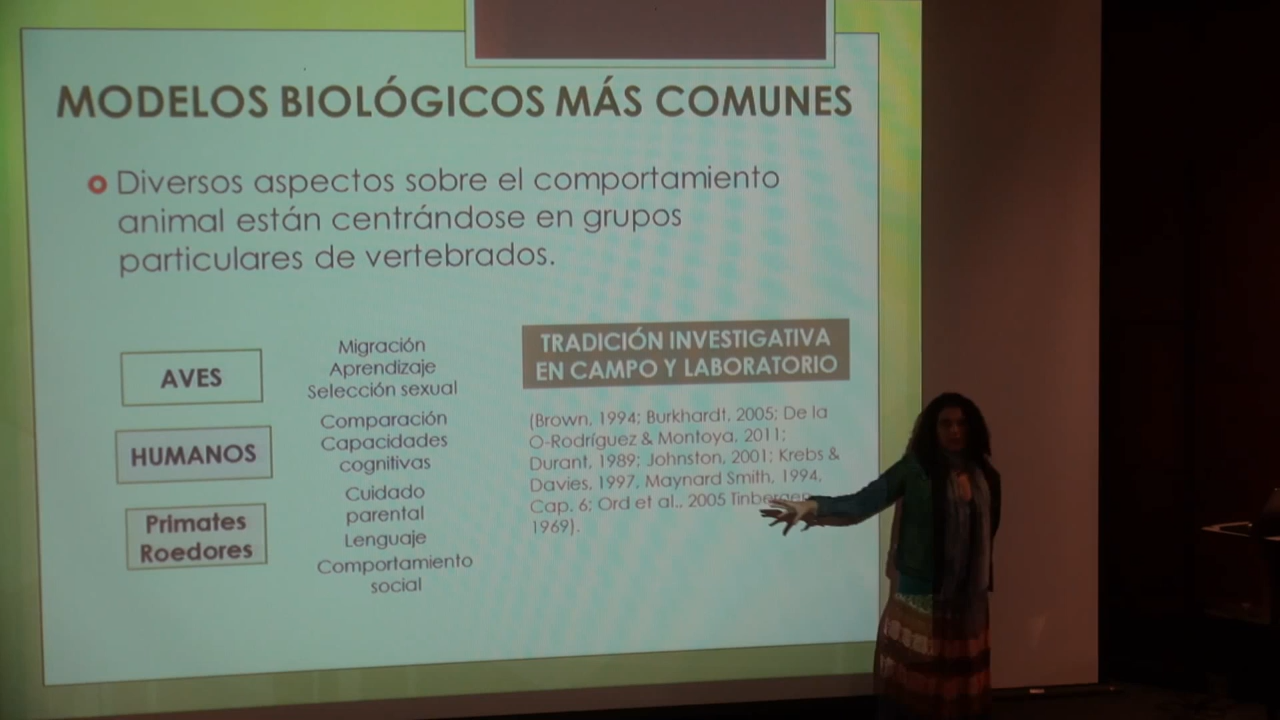 MODELOS BIOLÓGICOS MÁS COMUNES
Diversos aspectos sobre el comportamiento
animal están centrándose en grupos
particulares de vertebrados.
AVES
HUMANOS
Primates
Roedores
Migración
Aprendizaje
Selección sexual
Comparación
Capacidades
cognitivas
Cuidado
parental
Lenguaje
Comportamiento
social
TRADICIÓN INVESTIGATIVA
EN CAMPO Y LABORATORIO
(Brown, 1994; Burkhardt, 2005; De la
O-Rodríguez & Montoya, 2011;
Durant, 1989; Johnston, 2001; Krebs &
Davies, 1997, Maynard Smith, 1994,
Cap. 6; Ord et al., 2005 Tinbergen
1969).